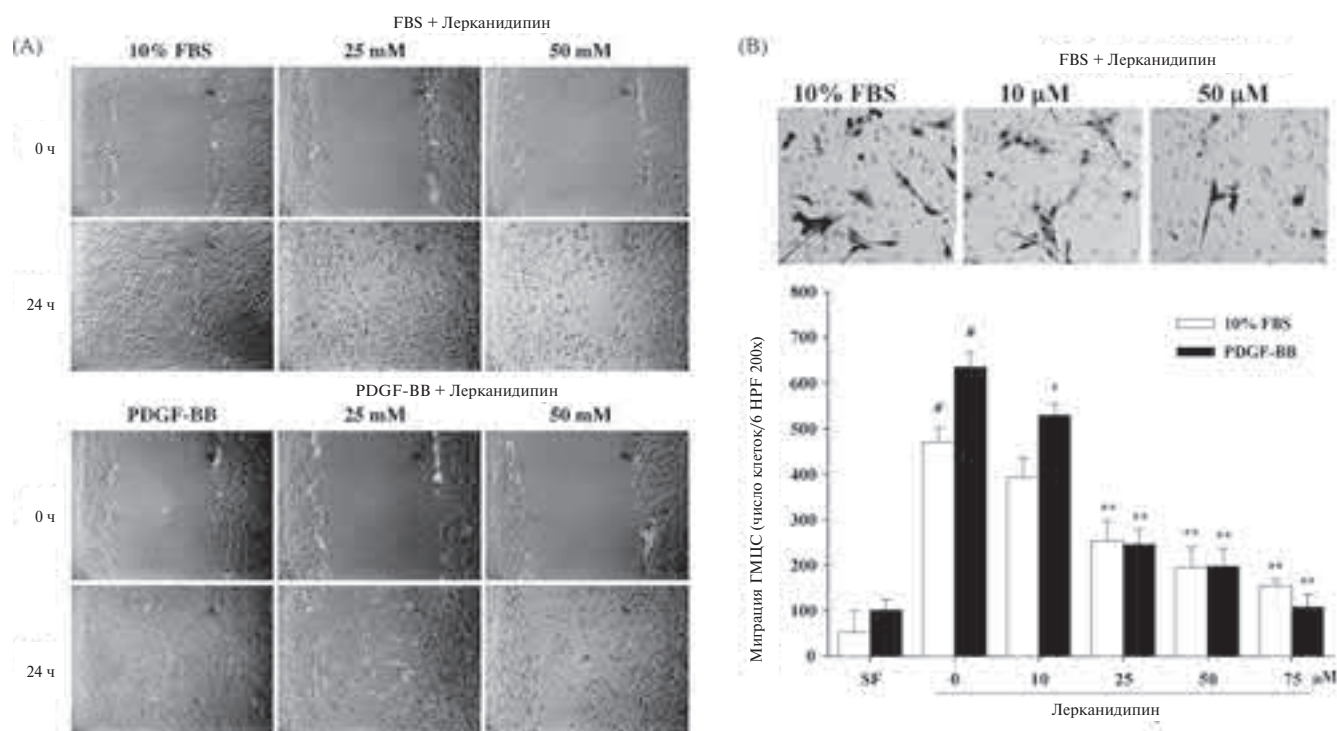 FBS + Лерканидипин
(A)
10% FBS
25 mM
50 mM
0 ч
24 ч
PDGF-BB + Лерканидипин
PDGF-BB
25 mM
50 mM
0 ч
24 ч
(B)
FBS + Лерканидипин
10% FBS
10 μM
50 μM
Миграция ГМЦС (число клеток/6 HPF 200x)
800
700
600
500
400
300
200
100
0
10% FBS
PDGF-BB
#
#
*
**
**
**
**
**
**
SF
0
10
25
50
75
μM
Лерканидипин